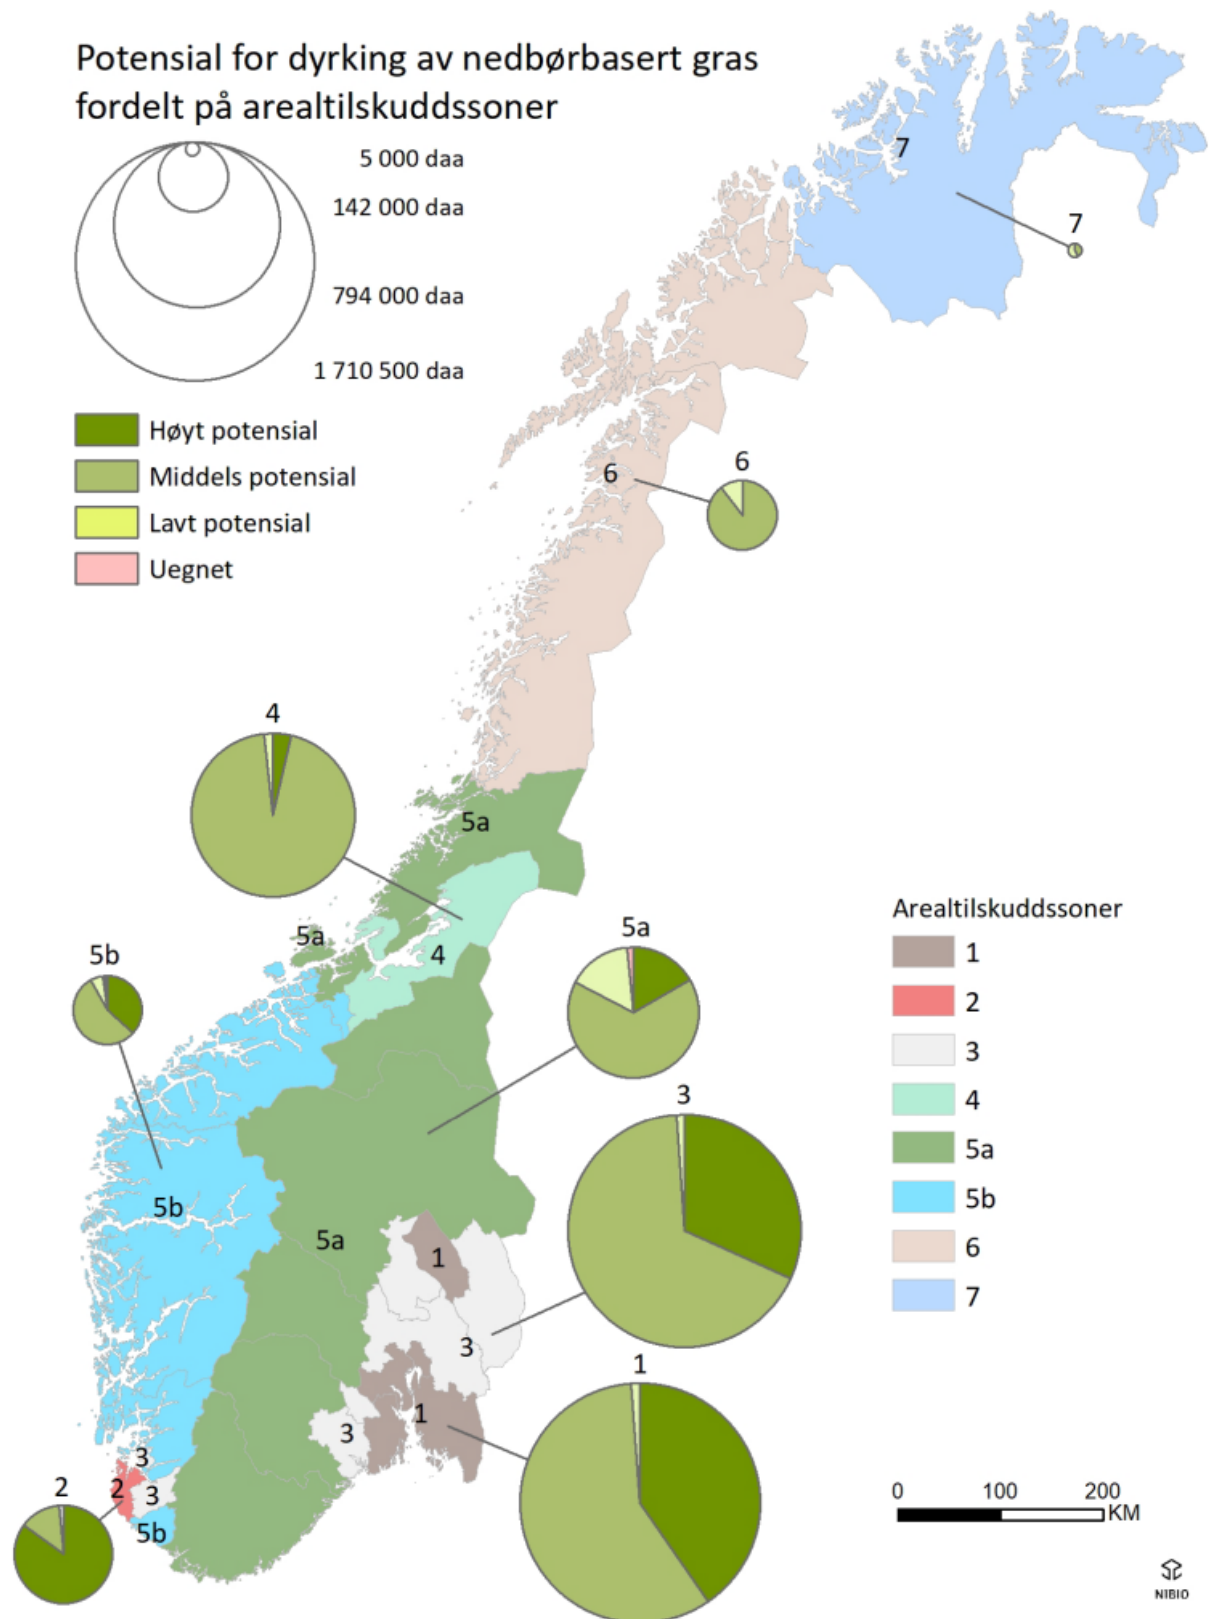 Potensial for dyrking av nedbørbasert gras
fordelt på arealtilskuddssoner
5 000 daa
142 000 daa
794 000 daa
1 710 500 daa
Høyt potensial
Middels potensial
Lavt potensial
Uegnet
7
7
6
6
4
5a
5a
4
5b
5a
3
5b
5a
1
3
1
3
1
3
2
3
2
5b
Arealtilskuddssoner
1
2
3
4
5a
5b
6
7
0 100 200
KM
NIBIO